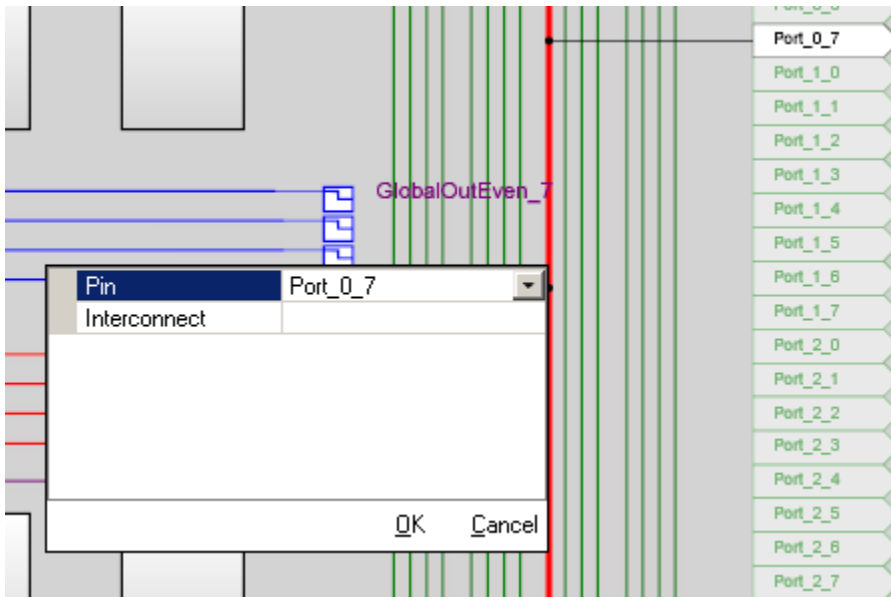 Port_0_7
Port_1_0
Port_1_1
Port_1_2
Port_1_3
GlobalOutEven_7
Port_1_4
Port_1_5
Port_1_6
Pin Port_0_7
Port_1_7
Interconnect
Port_2_0
Port_2_1
Port_2_2
Port_2_3
Port_2_4
Port_2_5
OK Cancel
Port_2_6
Port_2_7